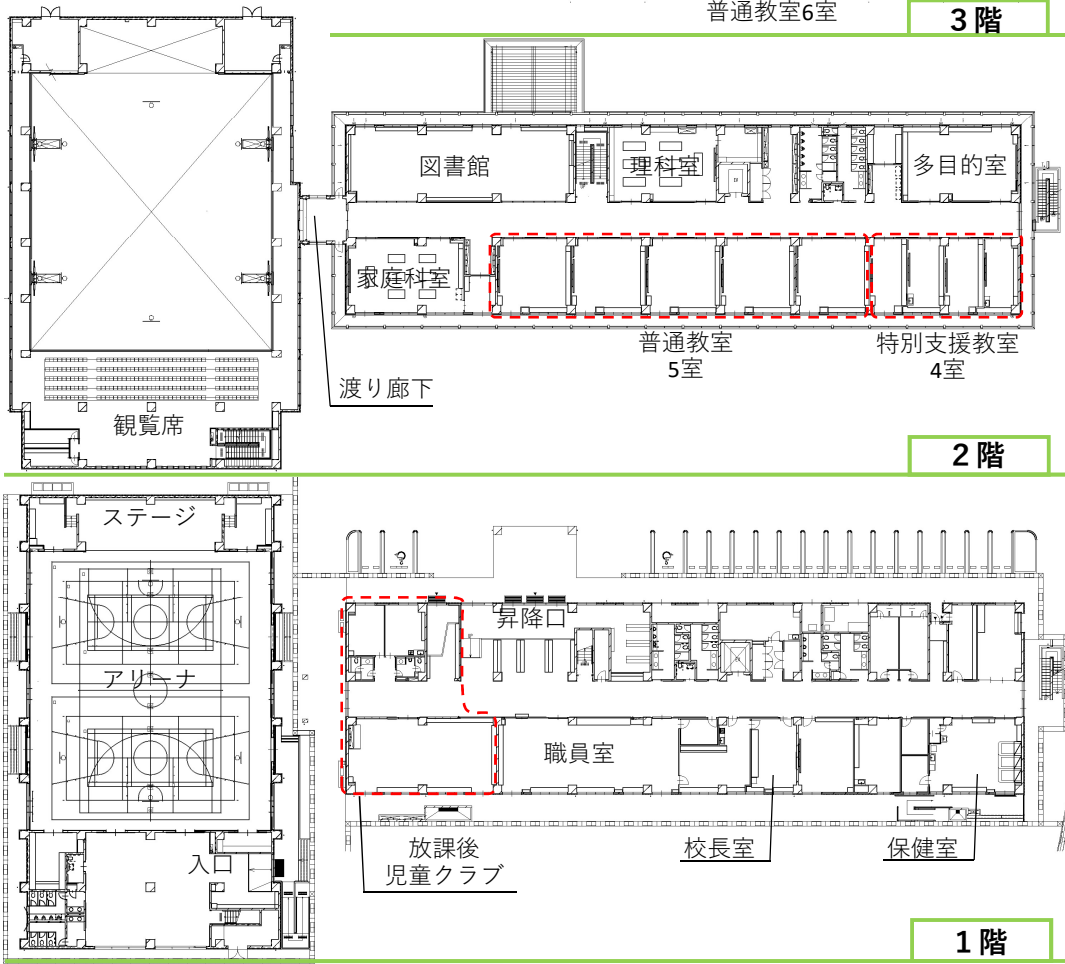 普通教室6室
3階
図書館
理科室
多目的室
家庭科室
普通教室
5室
特別支援教室
4室
渡り廊下
観覧席
2階
ステージ
昇降口
アリーナ
職員室
入口
放課後
児童クラブ
校長室
保健室
1階